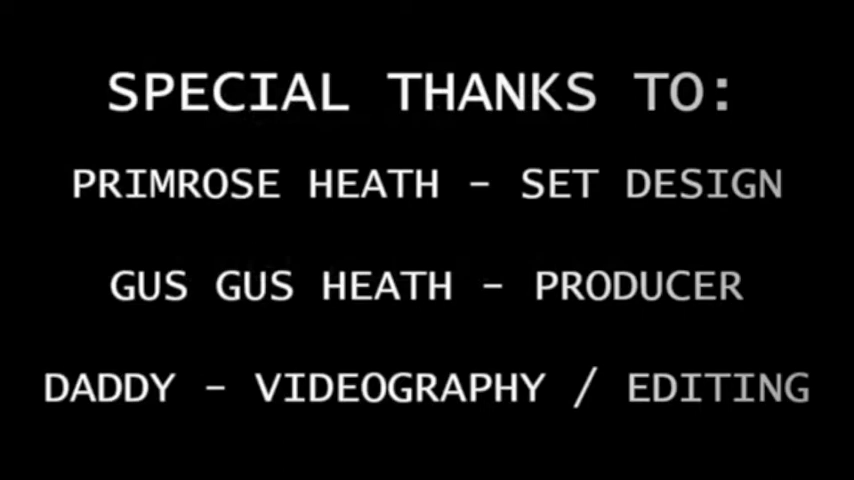 SPECIAL THANKS TO:
PRIMROSE HEATH - SET DESIGN
GUS GUS HEATH - PRODUCER
DADDY - VIDEOGRAPHY / EDITING